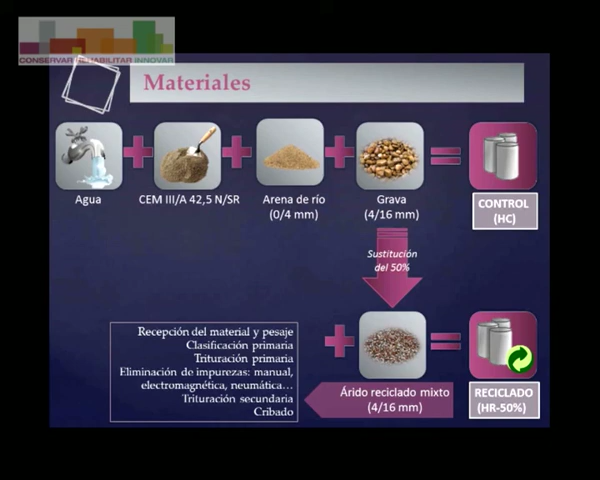 CONSERVAR REHABILITAR INNOVAR
Materiales
Agua
CEM III/A 42,5 N/SR
Arena de río
(0/4 mm)
Grava
(4/16 mm)
CONTROL
(HC)
Sustitución
del 50%
Recepción del material y pesaje
Clasificación primaria
Trituración primaria
Eliminación de impurezas: manual,
electromagnética, neumática…
Trituración secundaria
Cribado
Árido reciclado mixto
(4/16 mm)
RECICLADO
(HR-50%)